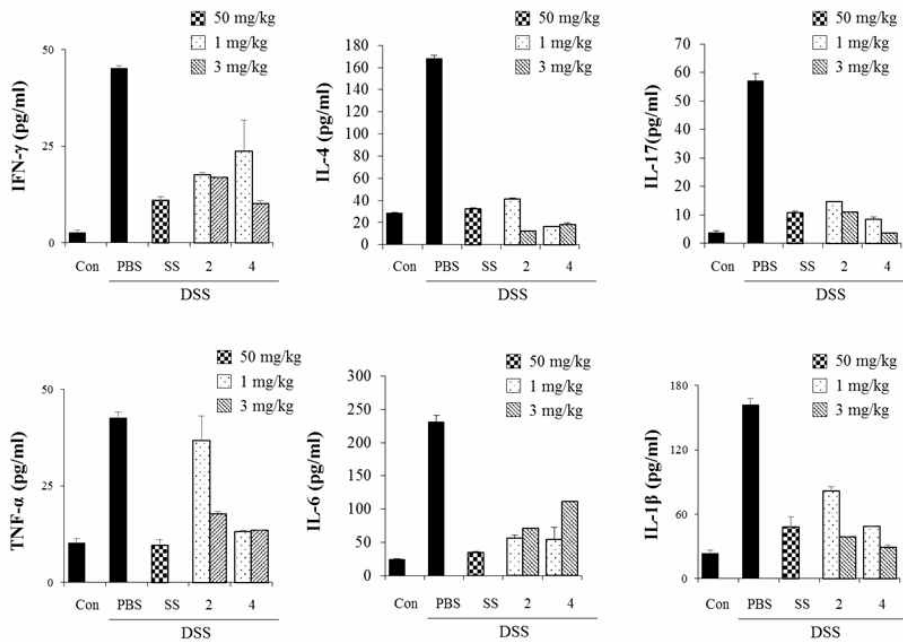 50 mg/kg
1 mg/kg
3 mg/kg
IFN-γ (pg/ml)
50
25
0
Con PBS SS 2 4
DSS
50 mg/kg
1 mg/kg
3 mg/kg
IL-4 (pg/ml)
180
160
140
120
100
80
60
40
20
0
Con PBS SS 2 4
DSS
50 mg/kg
1 mg/kg
3 mg/kg
IL-17(pg/ml)
70
60
50
40
30
20
10
0
Con PBS SS 2 4
DSS
50 mg/kg
1 mg/kg
3 mg/kg
TNF-α (pg/ml)
50
25
0
Con PBS SS 2 4
DSS
50 mg/kg
1 mg/kg
3 mg/kg
IL-6 (pg/ml)
300
250
200
150
100
50
0
Con PBS SS 2 4
DSS
50 mg/kg
1 mg/kg
3 mg/kg
IL-1β (pg/ml)
180
120
60
0
Con PBS SS 2 4
DSS